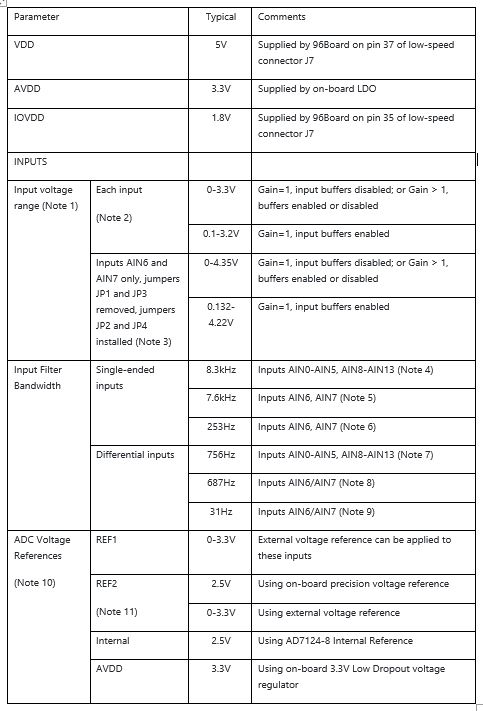 Parameter Typical Comments
VDD 5V Supplied by 96Board on pin 37 of low-speed
connector J7
AVDD 3.3V Supplied by on-board LDO
IOVDD 1.8V Supplied by 96Board on pin 35 of low-speed
connector J7
INPUTS
Input voltage Each input 0-3.3V Gain=1, input buffers disabled; or Gain > 1,
range (Note 1) buffers enabled or disabled
(Note 2)
0.1-3.2V Gain=1, input buffers enabled
Inputs AIN6 and 0-4.35V Gain=1, input buffers disabled; or Gain > 1,
AIN7 only, jumpers buffers enabled or disabled
JP1 and JP3
removed, jumpers 0.132- Gain=1, input buffers enabled
JP2 and JP4 4.22V
installed (Note 3)
Input Filter Single-ended 8.3kHz Inputs AIN0-AIN5, AIN8-AIN13 (Note 4)
Bandwidth inputs
7.6kHz Inputs AIN6, AIN7 (Note 5)
253Hz Inputs AIN6, AIN7 (Note 6)
Differential inputs 756Hz Inputs AIN0-AIN5, AIN8-AIN13 (Note 7)
687Hz Inputs AIN6/AIN7 (Note 8)
31Hz Inputs AIN6/AIN7 (Note 9)
ADC Voltage REF1 0-3.3V External voltage reference can be applied to
References these inputs
(Note 10) REF2 2.5V Using on-board precision voltage reference
(Note 11) 0-3.3V Using external voltage reference
Internal 2.5V Using AD7124-8 Internal Reference
AVDD 3.3V Using on-board 3.3V Low Dropout voltage
regulator